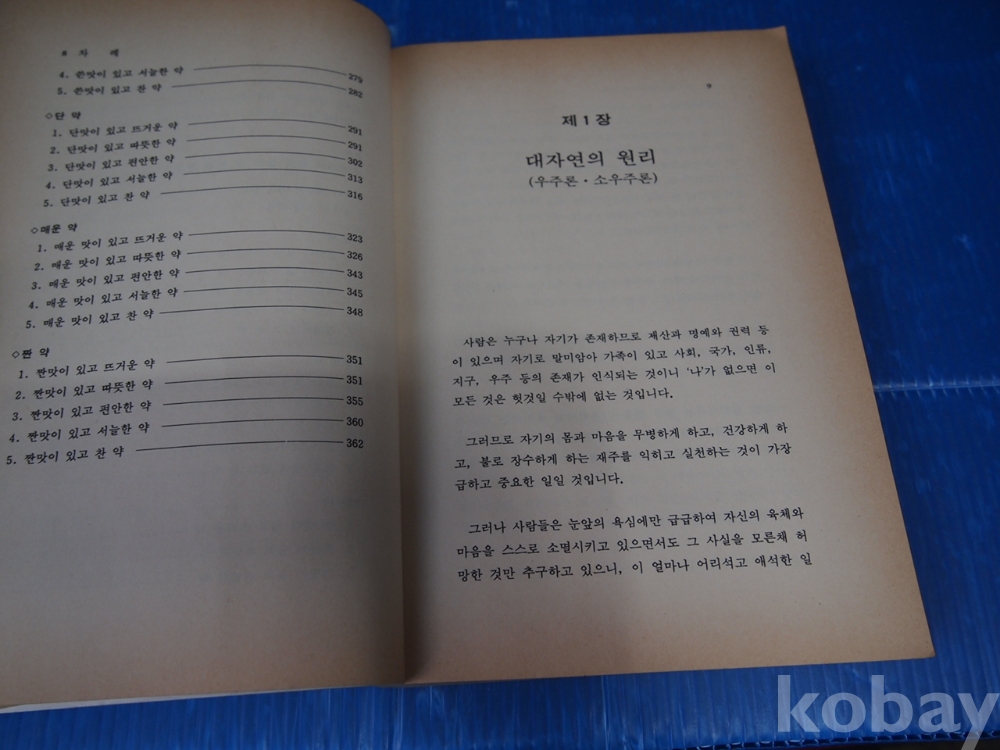 * 차 례
4. 쓴맛이 있고 서늘한 약 279
5. 쓴맛이 있고 찬 약 282
◇단 약
1. 단맛이 있고 뜨거운 약 291
2. 단맛이 있고 따뜻한 약 291
3. 단맛이 있고 편안한 약 302
4. 단맛이 있고 서늘한 약 313
5. 단맛이 있고 찬 약 316
◇매운 약
1. 매운 맛이 있고 뜨거운 약 323
2. 매운 맛이 있고 따뜻한 약 326
3. 매운 맛이 있고 편안한 약 343
4. 매운 맛이 있고 서늘한 약 345
5. 매운 맛이 있고 찬 약 348
◇짠 약
1. 짠맛이 있고 뜨거운 약 351
2. 짠맛이 있고 따뜻한 약 351
3. 짠맛이 있고 편안한 약 355
4. 짠맛이 있고 서늘한 약 360
5. 짠맛이 있고 찬 약 362
9
제 1 장
대자연의 원리
(우주론·소우주론)
사람은 누구나 자기가 존재하므로 재산과 명예와 권력 등
이 있으며 자기로 말미암아 가족이 있고 사회, 국가, 인류,
지구, 우주 등의 존재가 인식되는 것이니 '나'가 없으면 이
모든 것은 헛것일 수밖에 없는 것입니다.
그러므로 자기의 몸과 마음을 무병하게 하고, 건강하게 하
고, 불로 장수하게 하는 재주를 익히고 실천하는 것이 가장
급하고 중요한 일일 것입니다.
그러나 사람들은 눈앞의 욕심에만 급급하여 자신의 육체와
마음을 스스로 소멸시키고 있으면서도 그 사실을 모른채 허
망한 것만 추구하고 있으니, 이 얼마나 어리석고 애석한 일
kobay